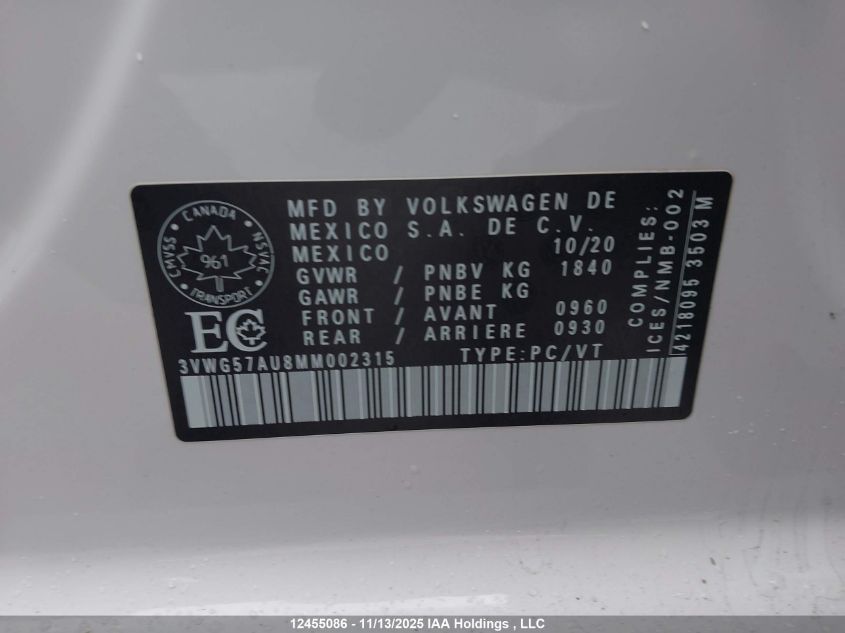 CANADA
CMVSS
NSVAC
961
TRANSPORT
EC
MFD BY VOLKSWAGEN DE
MEXICO S.A. DE C.V.
MEXICO 10/20
GVWR / PNBV KG 1840
GAWR / PNBE KG
FRONT / AVANT 0960
REAR / ARRIERE 0930
3VWG57AU8MM002315 TYPE:PC/VT
COMPLIES:
ICES/NMB-002
4218095 3503 M
12455086 - 11/13/2025 IAA Holdings , LLC